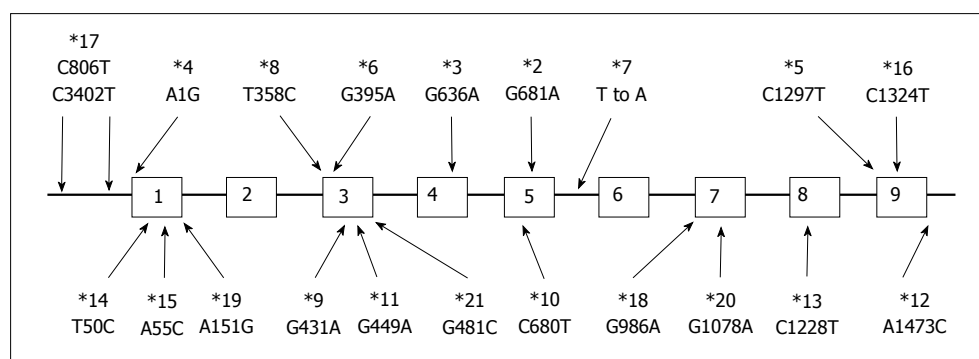 *17
C806T
C3402T
*4
A1G
*8
T358C
*6
G395A
*3
G636A
*2
G681A
*7
T to A
*5
C1297T
*16
C1324T
1 2 3 4 5 6 7 8 9
*14
T50C
*15
A55C
*19
A151G
*9
G431A
*11
G449A
*21
G481C
*10
C680T
*18
G986A
*20
G1078A
*13
C1228T
*12
A1473C